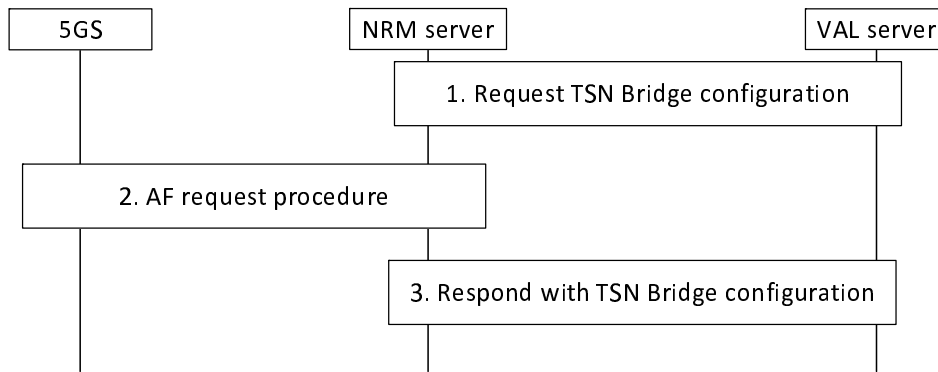 5GS
NRM server
VAL server
1. Request TSN Bridge configuration
2. AF request procedure
3. Respond with TSN Bridge configuration